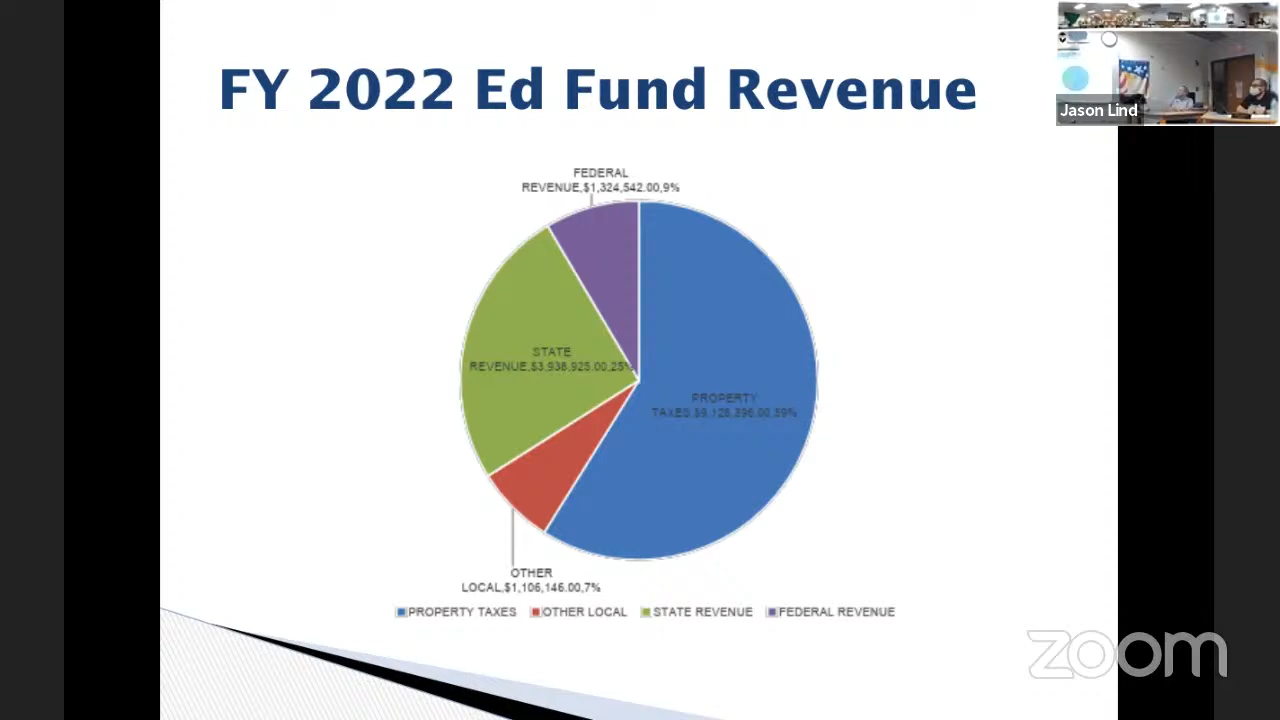 FY 2022 Ed Fund Revenue
Jason Lind
FEDERAL
REVENUE,$1,324,542.00,9%
STATE
REVENUE,$3,938,925.00,25%
PROPERTY
TAXES,$9,128,396.00,59%
OTHER
LOCAL,$1,106,146.00,7%
PROPERTY TAXES OTHER LOCAL STATE REVENUE FEDERAL REVENUE
zoom